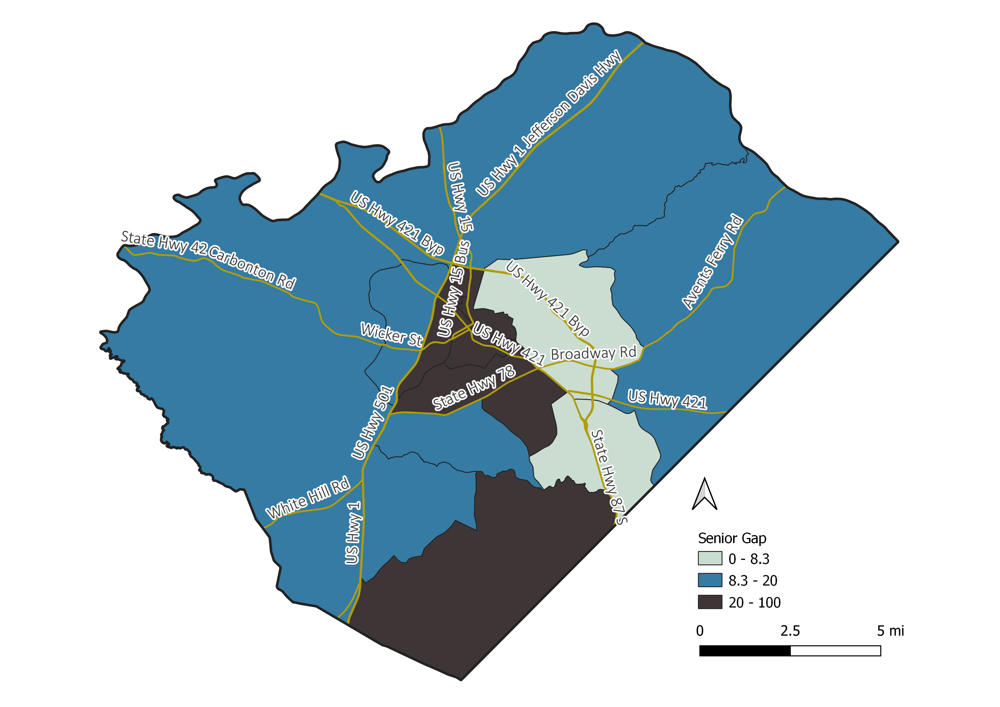 US Hwy 1 Jefferson Davis Hwy
US Hwy 15
US Hwy 421 Byp
State Hwy 42
Carbonton Rd
US Hwy 15 Bus
US Hwy 421 Byp
Avents Ferry Rd
Wicker St
US Hwy 421
Broadway Rd
State Hwy 78
US Hwy 501
US Hwy 421
State Hwy 87 S
White Hill Rd
US Hwy 1
Senior Gap
0 - 8.3
8.3 - 20
20 - 100
0 2.5 5 mi